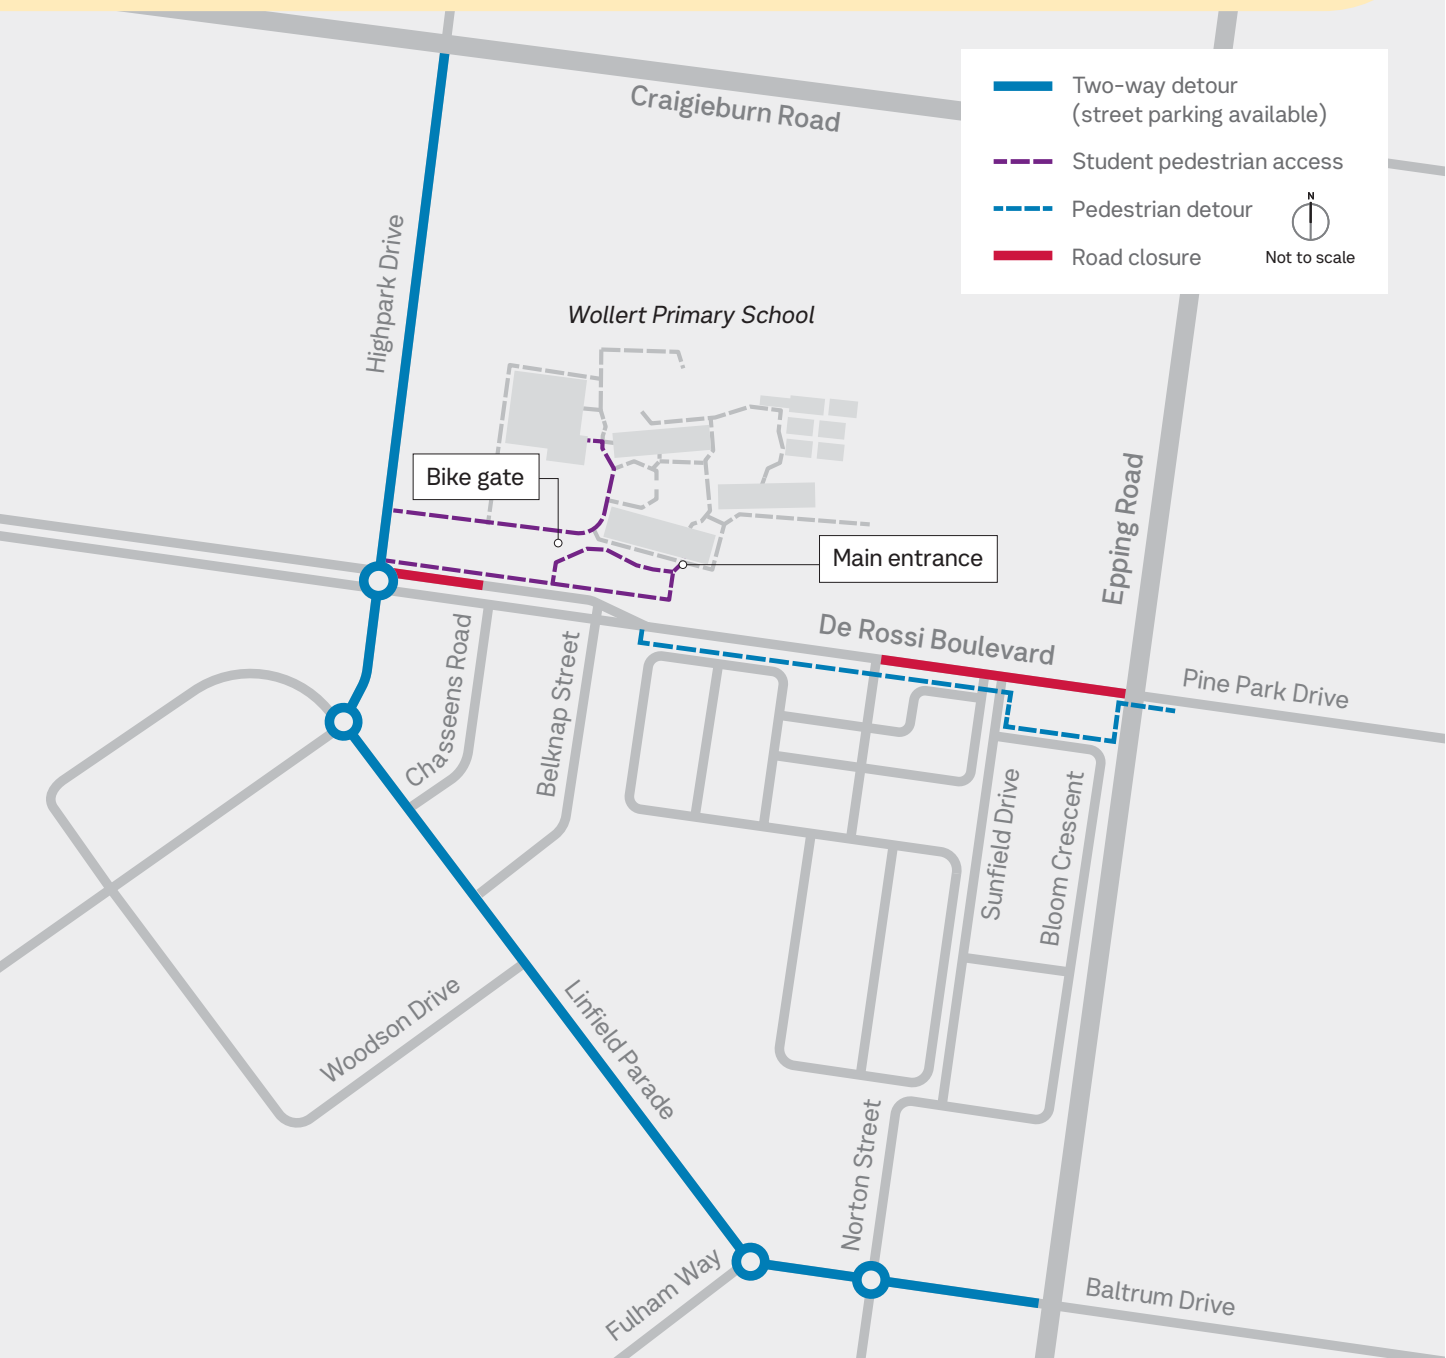 Craigieburn Road
Two-way detour
(street parking available)
Student pedestrian access
Pedestrian detour
N
Not to scale
Road closure
Highpark Drive
Wollert Primary School
Bike gate
Main entrance
Epping Road
De Rossi Boulevard
Pine Park Drive
Chasseens Road
Belknap Street
Sunfield Drive
Bloom Crescent
Woodson Drive
Linfield Parade
Norton Street
Fulham Way
Baltrum Drive